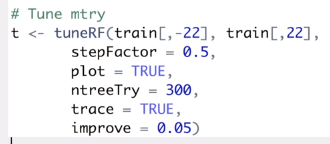 # Tune mtry
t <- tuneRF(train[,-22], train[,22],
stepFactor = 0.5,
plot = TRUE,
ntreeTry = 300,
trace = TRUE,
improve = 0.05)